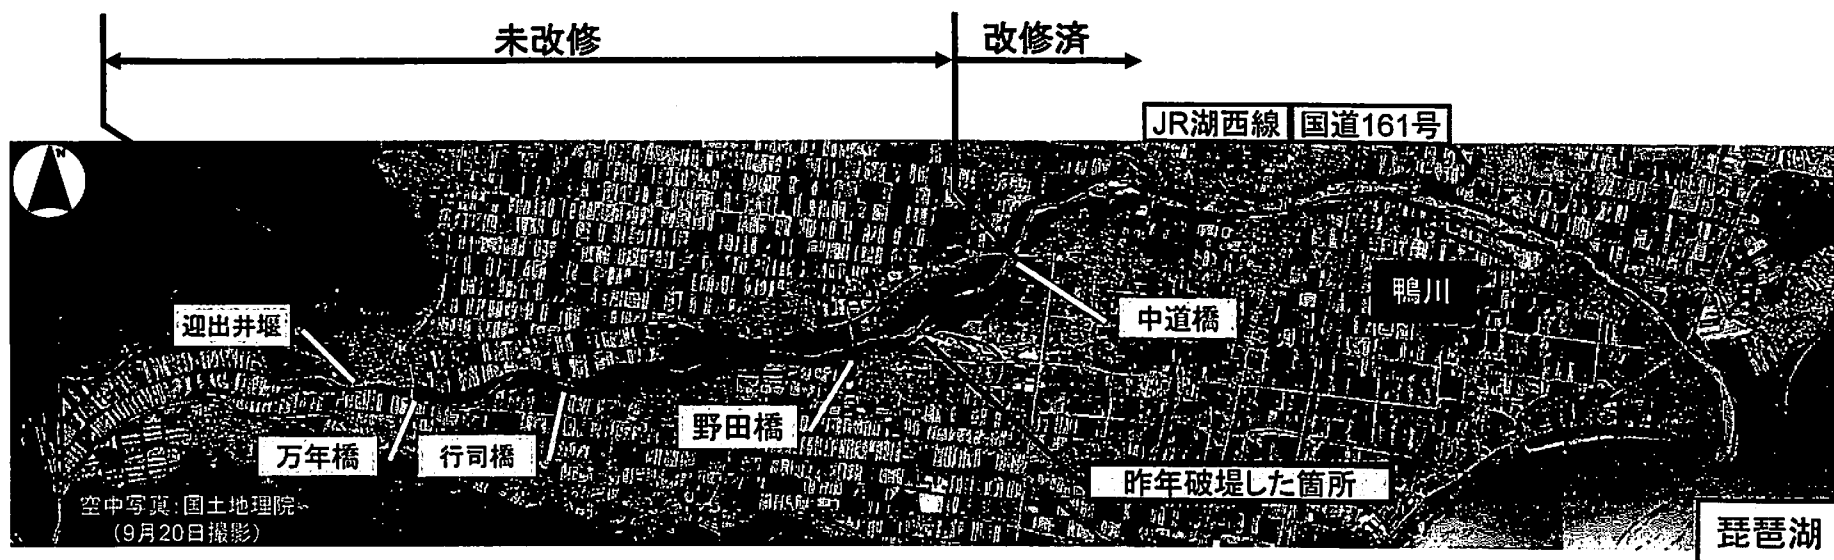 未改修
改修済
JR湖西線
国道161号
N
鴨川
迎出井堰
中道橋
万年橋
行司橋
野田橋
昨年破堤した箇所
空中写真:国土地理院
(9月20日撮影)
琵琶湖